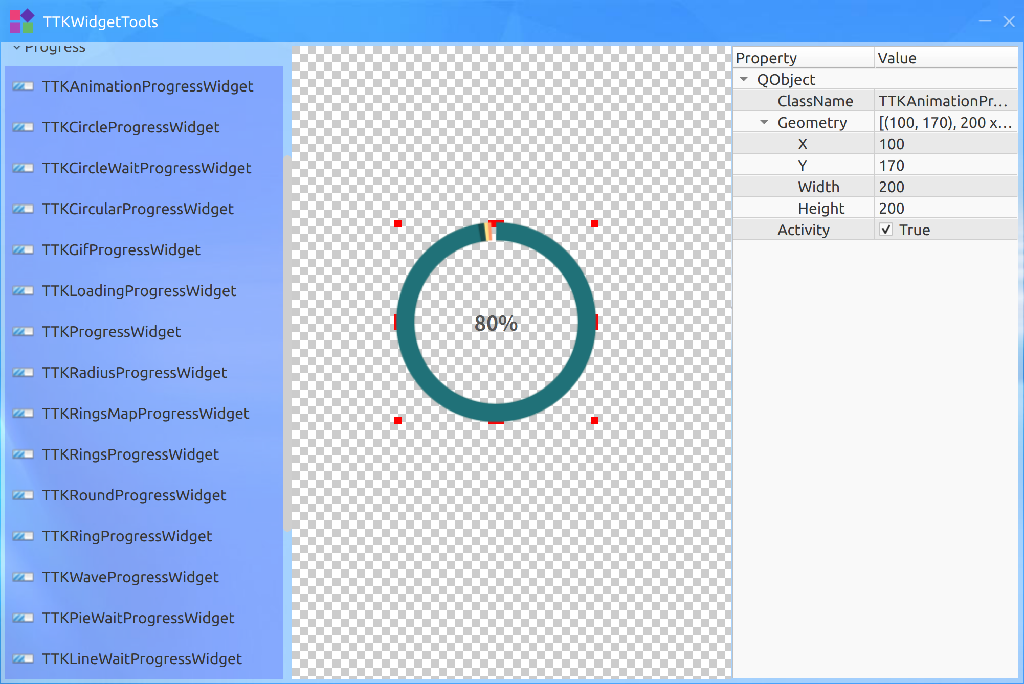 TTKWidgetTools
Progress
TTKAnimationProgressWidget
TTKCircleProgressWidget
TTKCircleWaitProgressWidget
TTKCircularProgressWidget
TTKGifProgressWidget
TTKLoadingProgressWidget
TTKProgressWidget
TTKRadiusProgressWidget
TTKRingsMapProgressWidget
TTKRingsProgressWidget
TTKRoundProgressWidget
TTKRingProgressWidget
TTKWaveProgressWidget
TTKPieWaitProgressWidget
TTKLineWaitProgressWidget
80%
Property Value
QObject
ClassName TTKAnimationPr...
Geometry [(100, 170), 200 x...
X 100
Y 170
Width 200
Height 200
Activity True